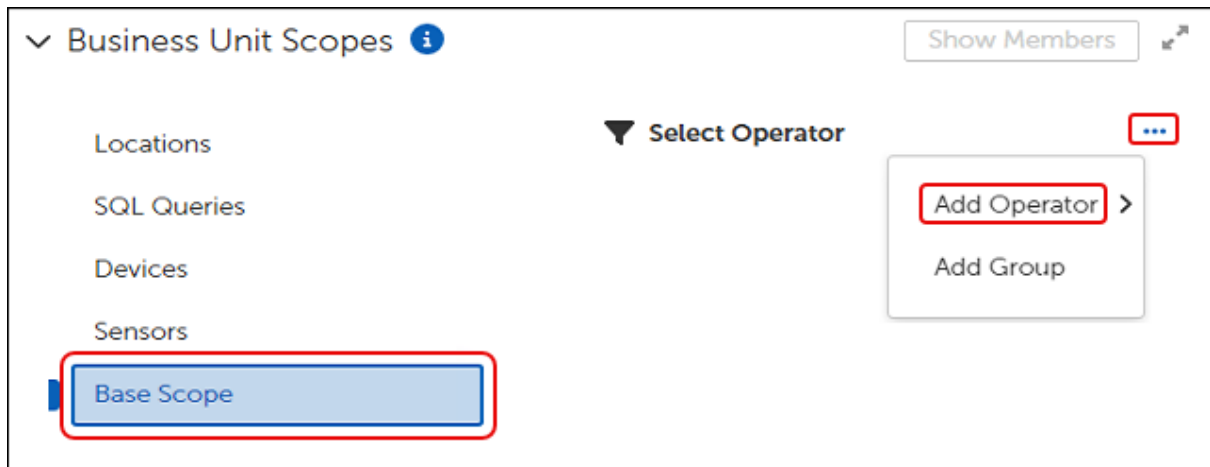 Business Unit Scopes
Show Members
Locations
SQL Queries
Devices
Sensors
Base Scope
Select Operator
...
Add Operator
Add Group